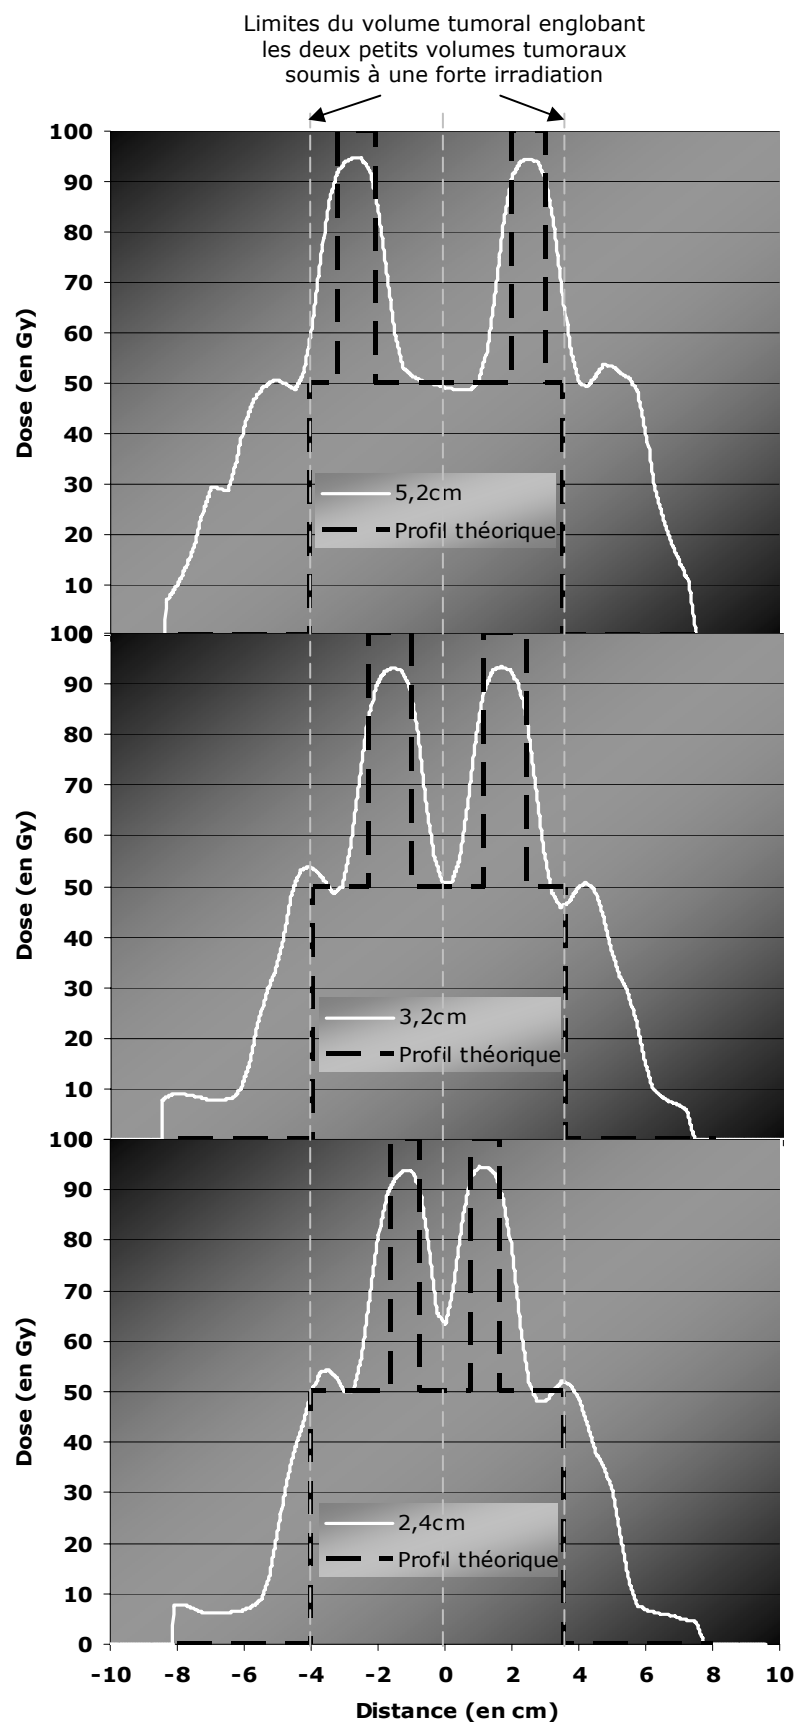 Limites du volume tumoral englobant
les deux petits volumes tumoraux
soumis à une forte irradiation
Dose (en Gy)
100
90
80
70
60
50
40
30
20
10
0
5,2cm
Profil théorique
Dose (en Gy)
100
90
80
70
60
50
40
30
20
10
3,2cm
Profil théorique
Dose (en Gy)
100
90
80
70
60
50
40
30
20
10
0
2,4cm
Profil théorique
-10 -8 -6 -4 -2 0 2 4 6 8 10
Distance (en cm)